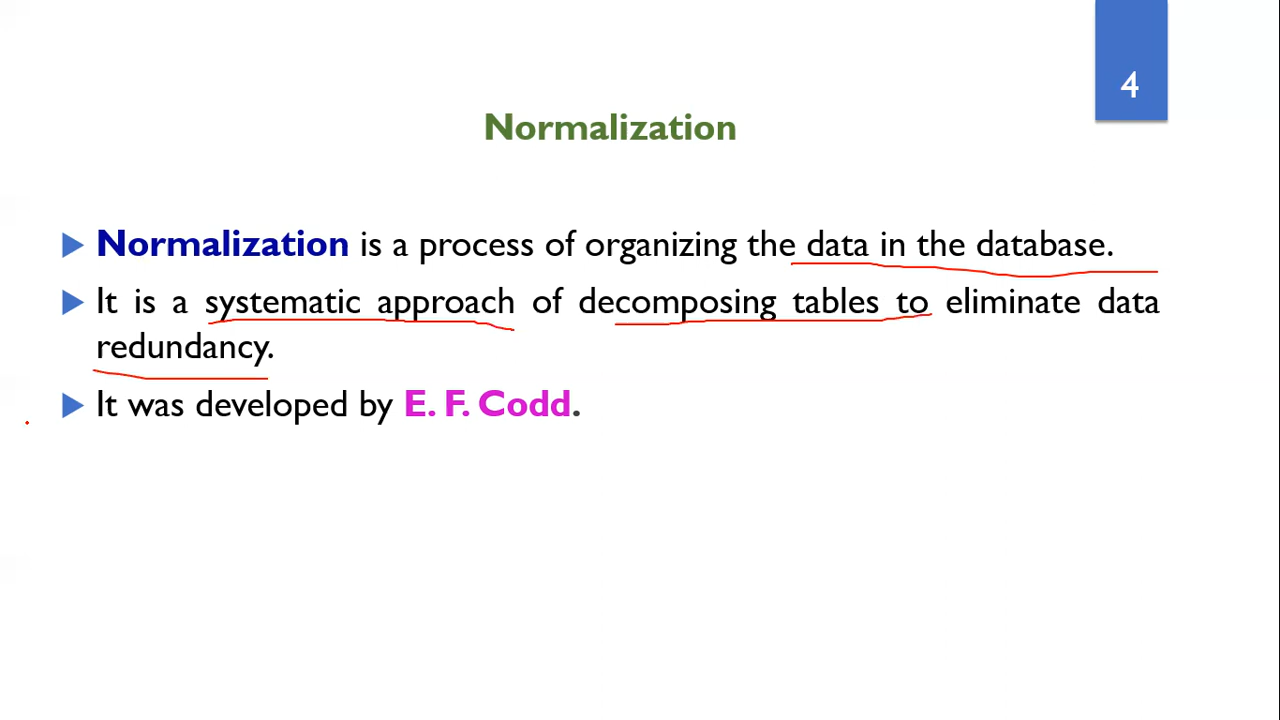 4
Normalization
Normalization is a process of organizing the data in the database.
It is a systematic approach of decomposing tables to eliminate data
redundancy.
It was developed by E. F. Codd.